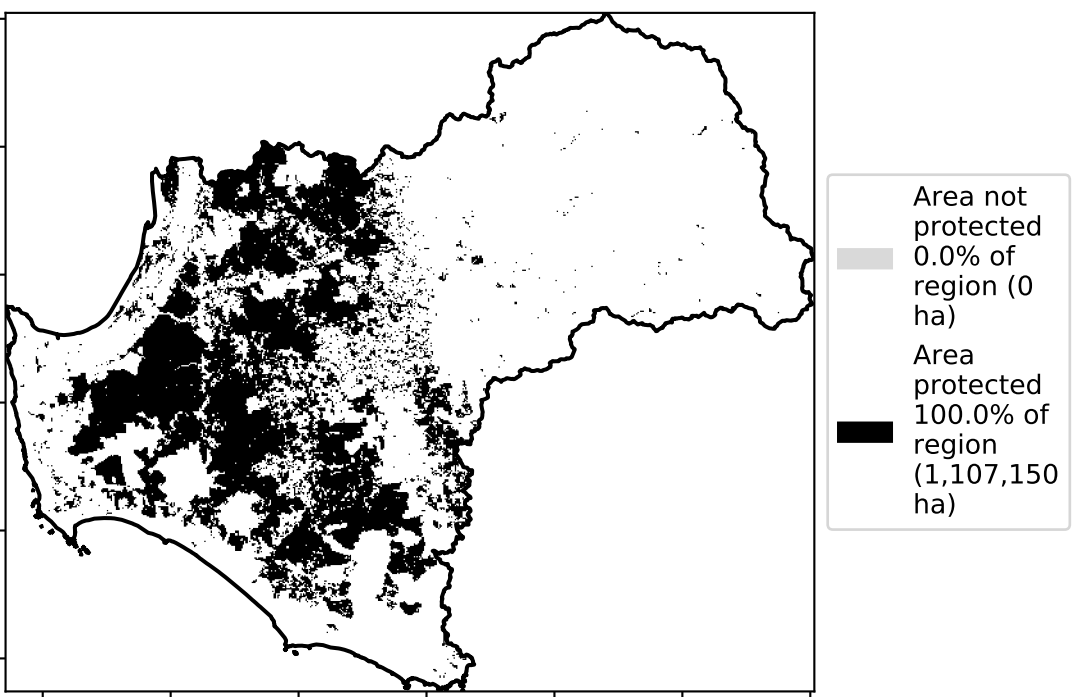 Area not
protected
0.0% of
region (0
ha)
Area
protected
100.0% of
region
(1,107,150
ha)